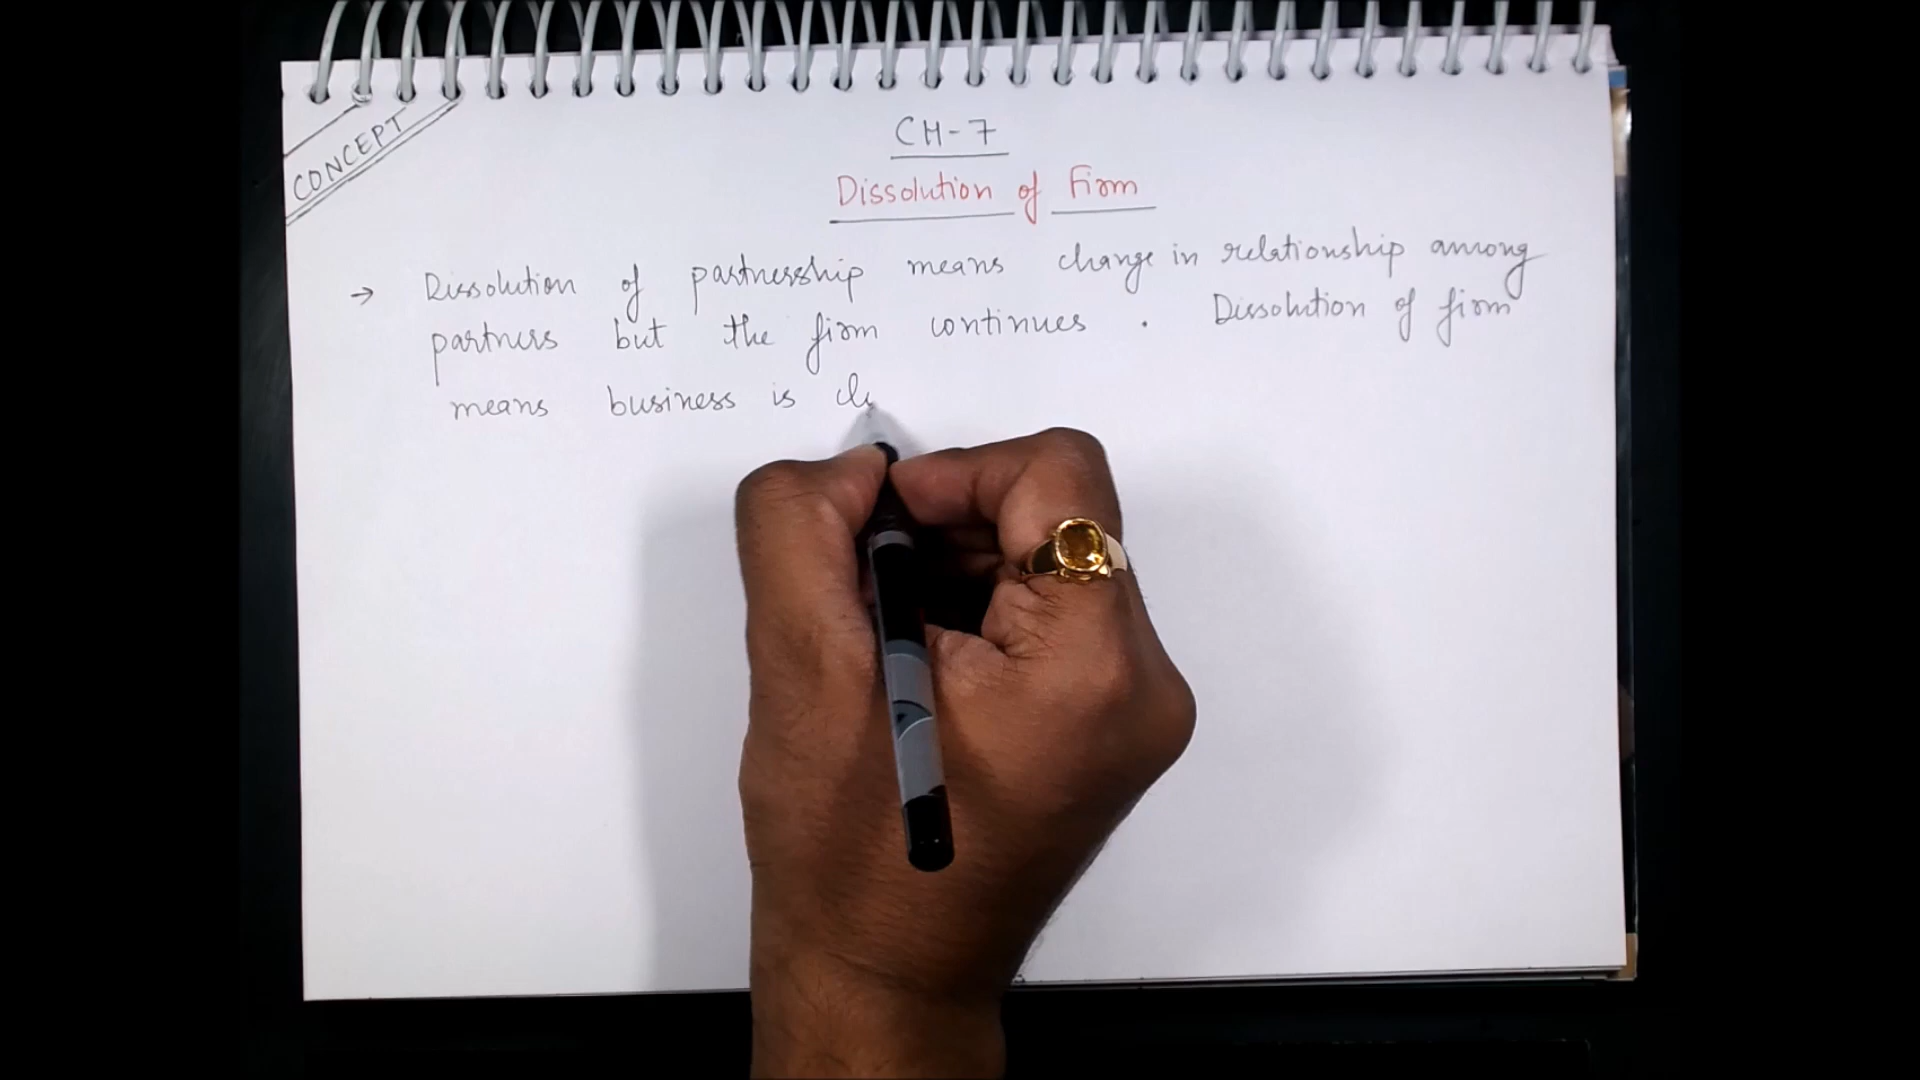 CONCEPT
CH-7
Dissolution of Firm
→ Dissolution of partnership means change in relationship among
partners but the firm continues. Dissolution of firm
means business is